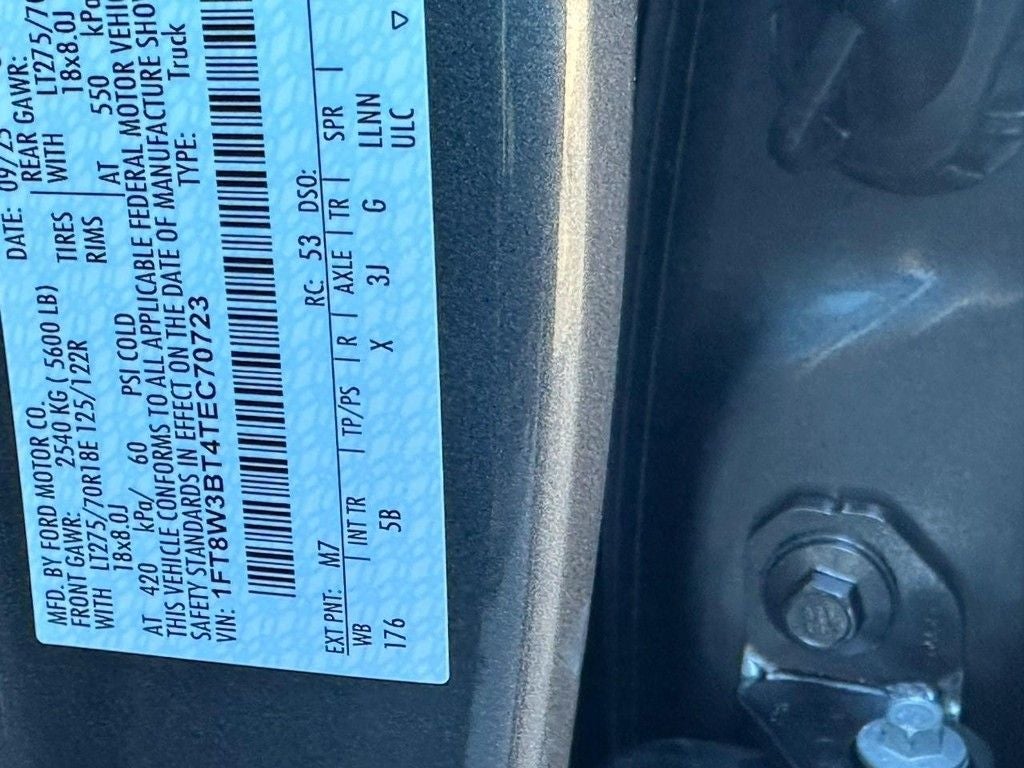 MFD. BY FORD MOTOR CO. DATE: 09/25
FRONT GAWR: 2540 KG ( 5600 LB) REAR GAWR:
WITH LT275/70R18E 125/122R TIRES WITH LT275/70
18x8.0J RIMS 18x8.0J
AT 420 kPa/ 60 PSI COLD AT 550 kPa
THIS VEHICLE CONFORMS TO ALL APPLICABLE FEDERAL MOTOR VEHIC
SAFETY STANDARDS IN EFFECT ON THE DATE OF MANUFACTURE SHO
VIN: 1FT8W3BT4TEC70723 TYPE: Truck
EXT PNT: M7 RC: 53 DSO:
WB | INT TR | TP/PS | R | AXLE | TR | SPR |
176 5B X 3J G LLNN
ULC